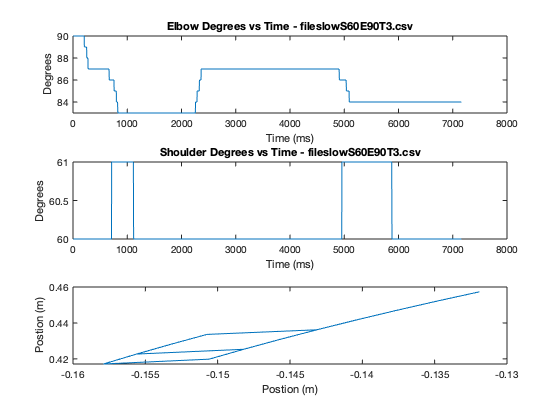 Elbow Degrees vs Time - fileslowS60E90T3.csv
90
88
86
84
Degrees
0 1000 2000 3000 4000 5000 6000 7000 8000
Time (ms)
Shoulder Degrees vs Time - fileslowS60E90T3.csv
61
60.5
60
Degrees
0 1000 2000 3000 4000 5000 6000 7000 8000
Time (ms)
0.46
0.44
0.42
Postion (m)
-0.16 -0.155 -0.15 -0.145 -0.14 -0.135 -0.13
Postion (m)